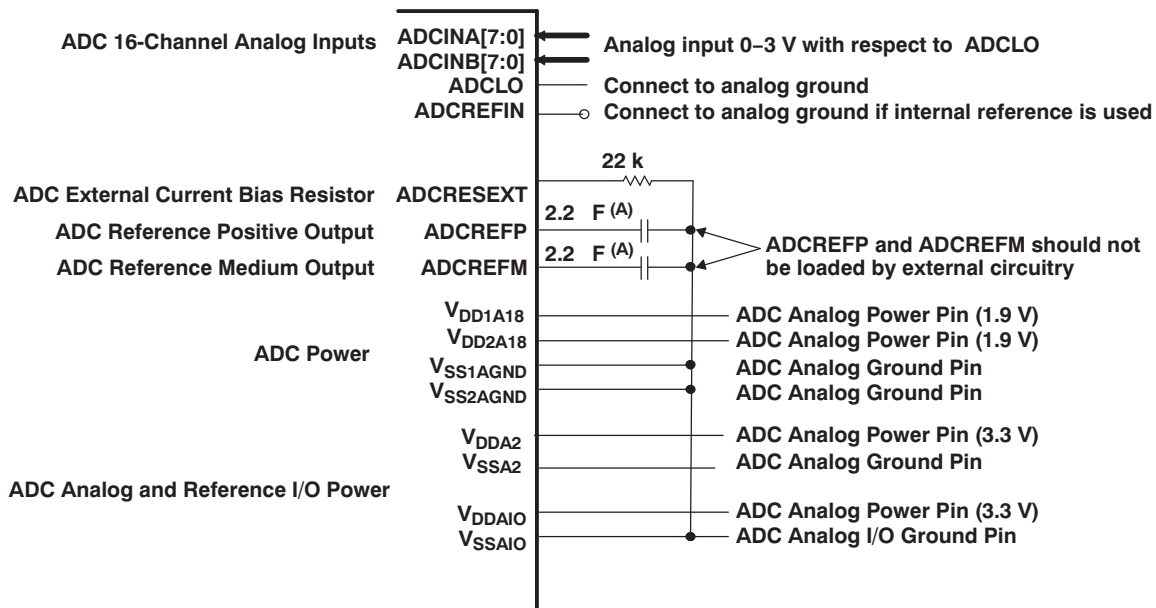 ADC 16-Channel Analog Inputs
ADCINA[7:0]
ADCINB[7:0]
Analog input 0–3 V with respect to ADCLO
ADCLO
Connect to analog ground
ADCREFIN
Connect to analog ground if internal reference is used
22 k
ADC External Current Bias Resistor
ADCRESEXT
2.2 F (A)
ADC Reference Positive Output
ADCREFP
2.2 F (A)
ADC Reference Medium Output
ADCREFM
ADCREFP and ADCREFM should not
be loaded by external circuitry
VDD1A18
ADC Analog Power Pin (1.9 V)
VDD2A18
ADC Analog Power Pin (1.9 V)
ADC Power
VSS1AGND
ADC Analog Ground Pin
VSS2AGND
ADC Analog Ground Pin
VDDA2
ADC Analog Power Pin (3.3 V)
VSSA2
ADC Analog Ground Pin
ADC Analog and Reference I/O Power
VDDAIO
ADC Analog Power Pin (3.3 V)
VSSAIO
ADC Analog I/O Ground Pin